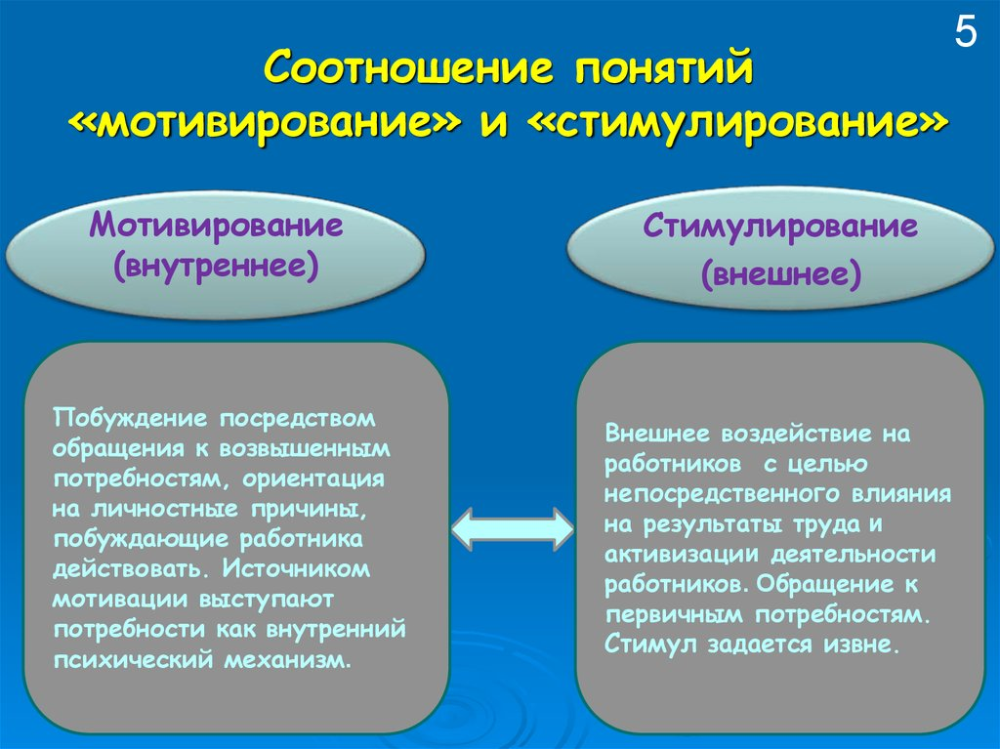 5
Соотношение понятий
«мотивирование» и «стимулирование»
Мотивирование
(внутреннее)
Стимулирование
(внешнее)
Побуждение посредством
обращения к возвышенным
потребностям, ориентация
на личностные причины,
побуждающие работника
действовать. Источником
мотивации выступают
потребности как внутренний
психический механизм.
Внешнее воздействие на
работников с целью
непосредственного влияния
на результаты труда и
активизации деятельности
работников. Обращение к
первичным потребностям.
Стимул задается извне.